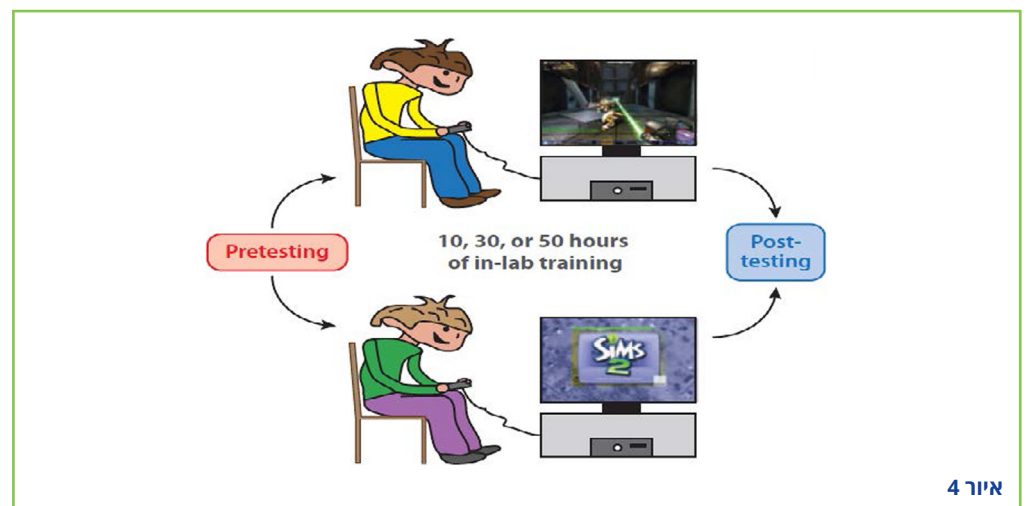 Pretesting
10, 30, or 50 hours
of in-lab training
Post-
testing
SiMS
2
איור 4